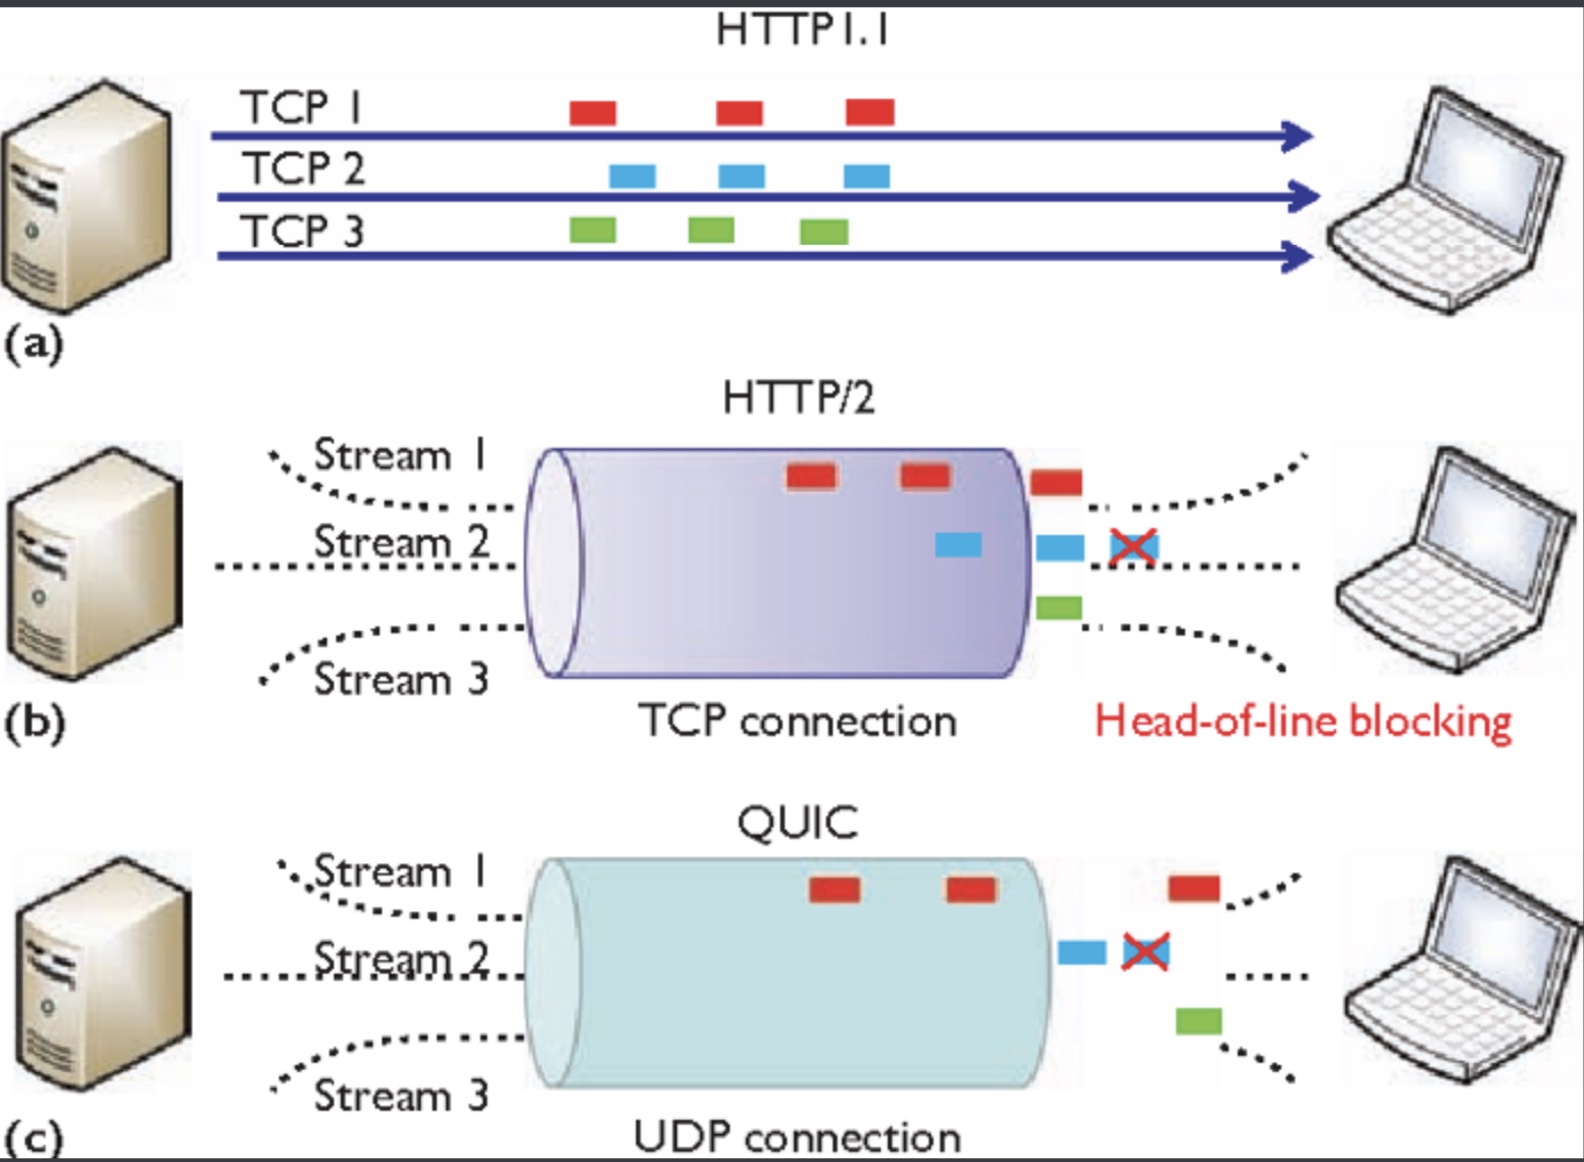 HTTP1.1
TCP 1
TCP 2
TCP 3
(a)
HTTP/2
Stream 1
Stream 2
Stream 3
(b)
TCP connection
Head-of-line blocking
QUIC
Stream 1
Stream 2
Stream 3
(c)
UDP connection